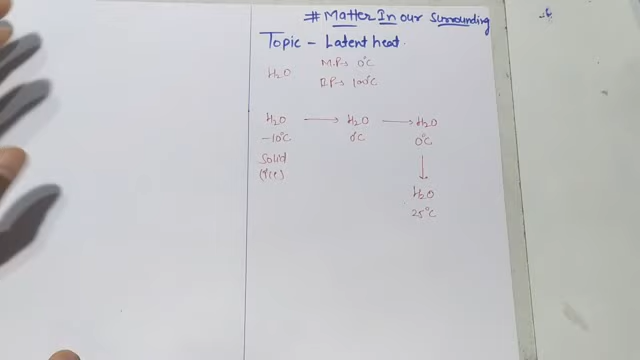 # Matter In our Surrounding
Topic - Latent heat.
H₂O
M.P → 0°C
B.P → 100°C
H₂O → H₂O → H₂O
-10°C 0°C 0°C
Solid
(ice)
↓
H₂O
25°C